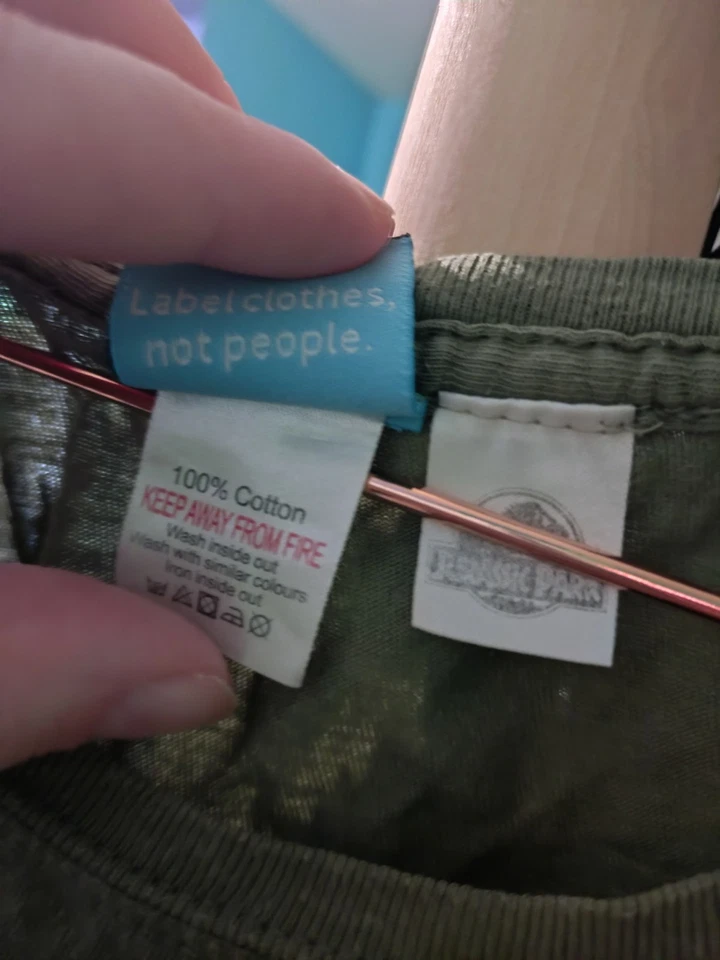 Label clothes,
not people.
100% Cotton
KEEP AWAY FROM FIRE
Wash inside out
Wash with similar colours
Iron inside out
JURASSIC PARK